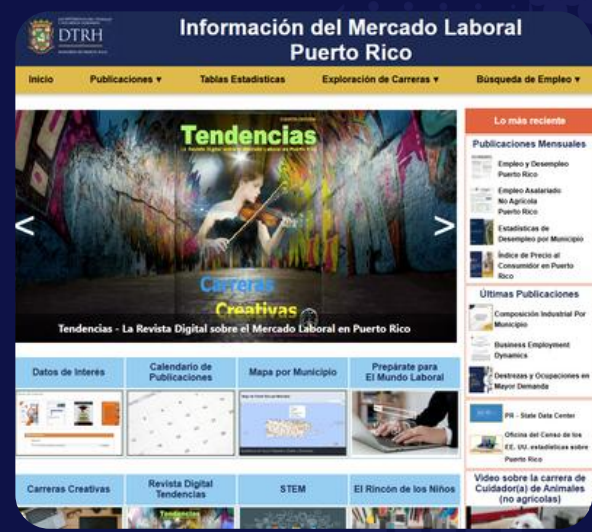 DTRH
Información del Mercado Laboral
Puerto Rico
Inicio
Publicaciones ▾
Tablas Estadísticas
Exploración de Carreras ▾
Búsqueda de Empleo ▾
Tendencias
Carreras
Creativas
Tendencias - La Revista Digital sobre el Mercado Laboral en Puerto Rico
Lo más reciente
Publicaciones Mensuales
Empleo y Desempleo
Puerto Rico
Empleo Asalariado
No Agrícola
Puerto Rico
Estadísticas de
Desempleo por Municipio
Índice de Precio al
Consumidor en Puerto
Rico
Últimas Publicaciones
Composición Industrial Por
Municipio
Business Employment
Dynamics
Destrezas y Ocupaciones en
Mayor Demanda
PR - State Data Center
Oficina del Censo de los
EE. UU. estadísticas sobre
Puerto Rico
Video sobre la carrera de
Cuidador(a) de Animales
(no agrícolas)
Datos de Interés
Calendario de
Publicaciones
Mapa por Municipio
Prepárate para
El Mundo Laboral
Carreras Creativas
Revista Digital
Tendencias
STEM
El Rincón de los Niños
Tendencias